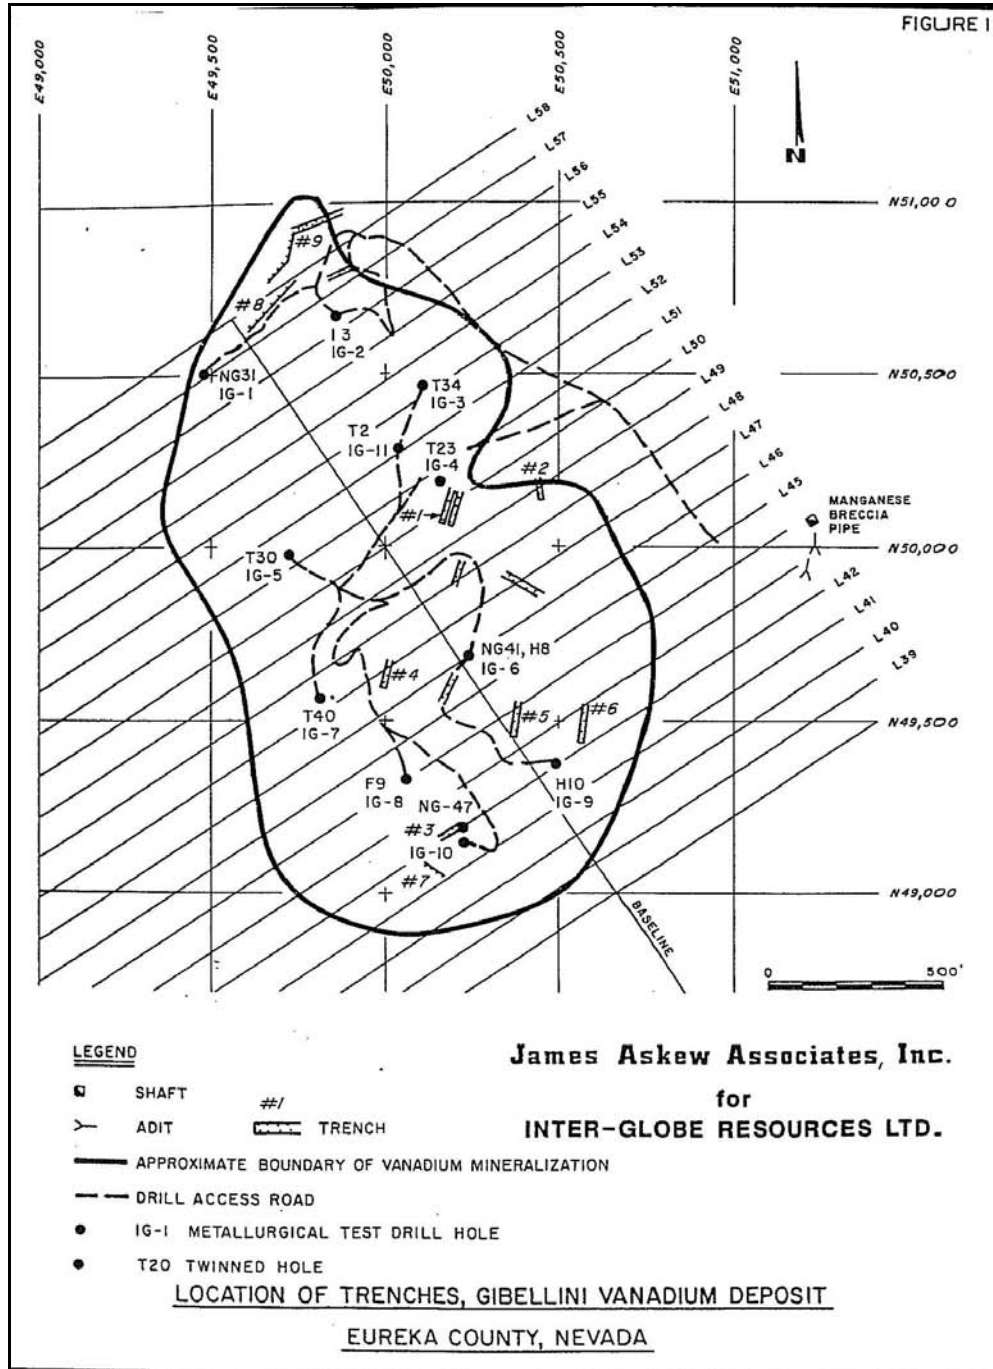 FIGURE 1
E49,000
E49,500
E50,000
E50,500
E51,000
L58
L57
L56
L55
L54
L53
L52
L51
L50
L49
L48
L47
L46
L45
L42
L41
L40
L39
N
N51,000
N50,500
N50,000
N49,500
N49,000
#9
#8
I3
IG-2
NG31
IG-1
T34
IG-3
T2
IG-11
T23
IG-4
#2
#1
MANGANESE
BRECCIA
PIPE
T30
IG-5
NG41, H8
IG-6
#4
T40
IG-7
#5
#6
F9
IG-8
NG-47
H10
IG-9
#3
IG-10
#7
BASELINE
0 500'
LEGEND
SHAFT
ADIT
#1
TRENCH
APPROXIMATE BOUNDARY OF VANADIUM MINERALIZATION
DRILL ACCESS ROAD
IG-1 METALLURGICAL TEST DRILL HOLE
T20 TWINNED HOLE
James Askew Associates, Inc.
for
INTER-GLOBE RESOURCES LTD.
LOCATION OF TRENCHES, GIBELLINI VANADIUM DEPOSIT
EUREKA COUNTY, NEVADA